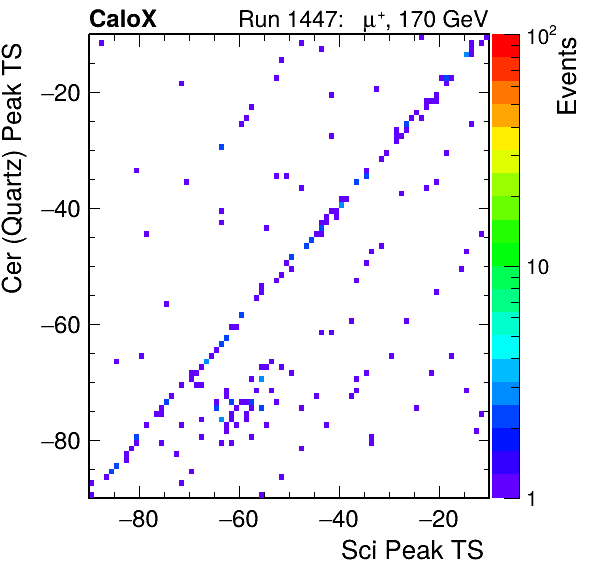 CaloX Run 1447: μ⁺, 170 GeV
Cer (Quartz) Peak TS
−20
−40
−60
−80
−80 −60 −40 −20
Sci Peak TS
10²
10
1
Events